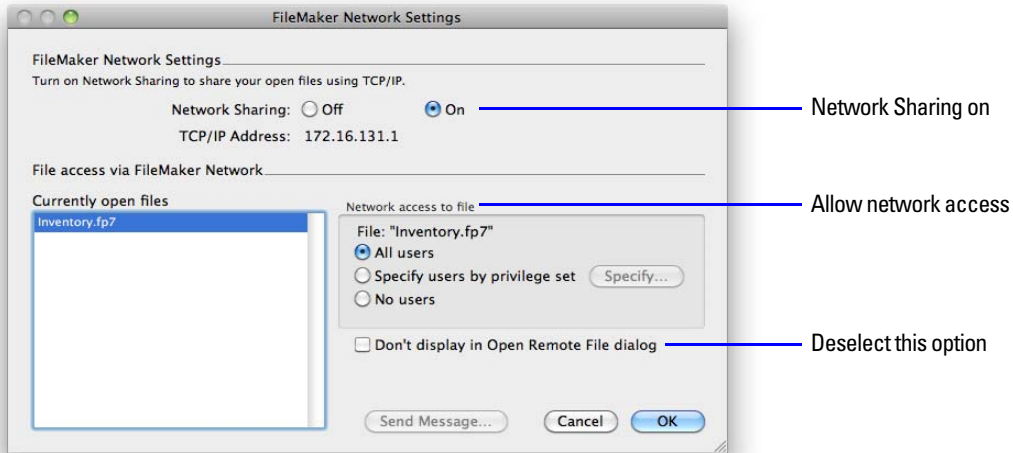 FileMaker Network Settings
FileMaker Network Settings
Turn on Network Sharing to share your open files using TCP/IP.
Network Sharing: Off On
Network Sharing on
TCP/IP Address: 172.16.131.1
File access via FileMaker Network
Currently open files
Inventory.fp7
Network access to file
Allow network access
File: "Inventory.fp7"
All users
Specify users by privilege set Specify...
No users
Don't display in Open Remote File dialog
Deselect this option
Send Message... Cancel OK